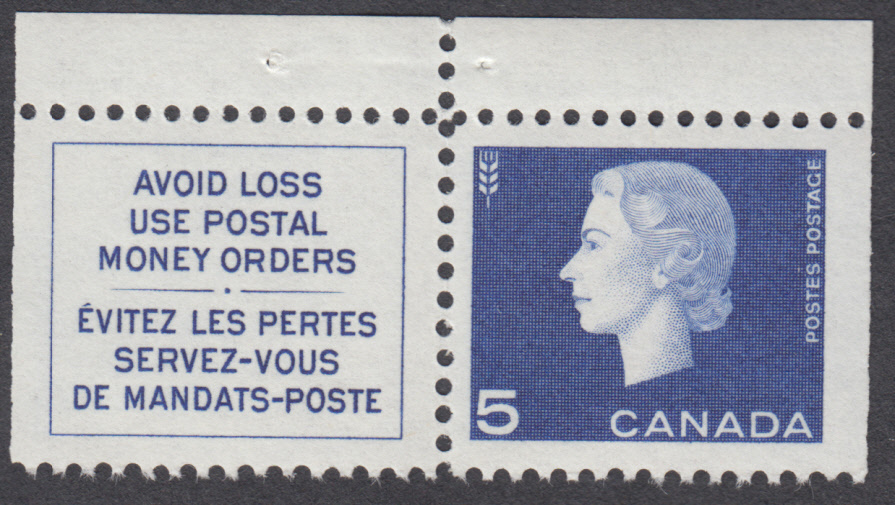 AVOID LOSS
USE POSTAL
MONEY ORDERS
ÉVITEZ LES PERTES
SERVEZ-VOUS
DE MANDATS-POSTE
POSTES POSTAGE
5 CANADA